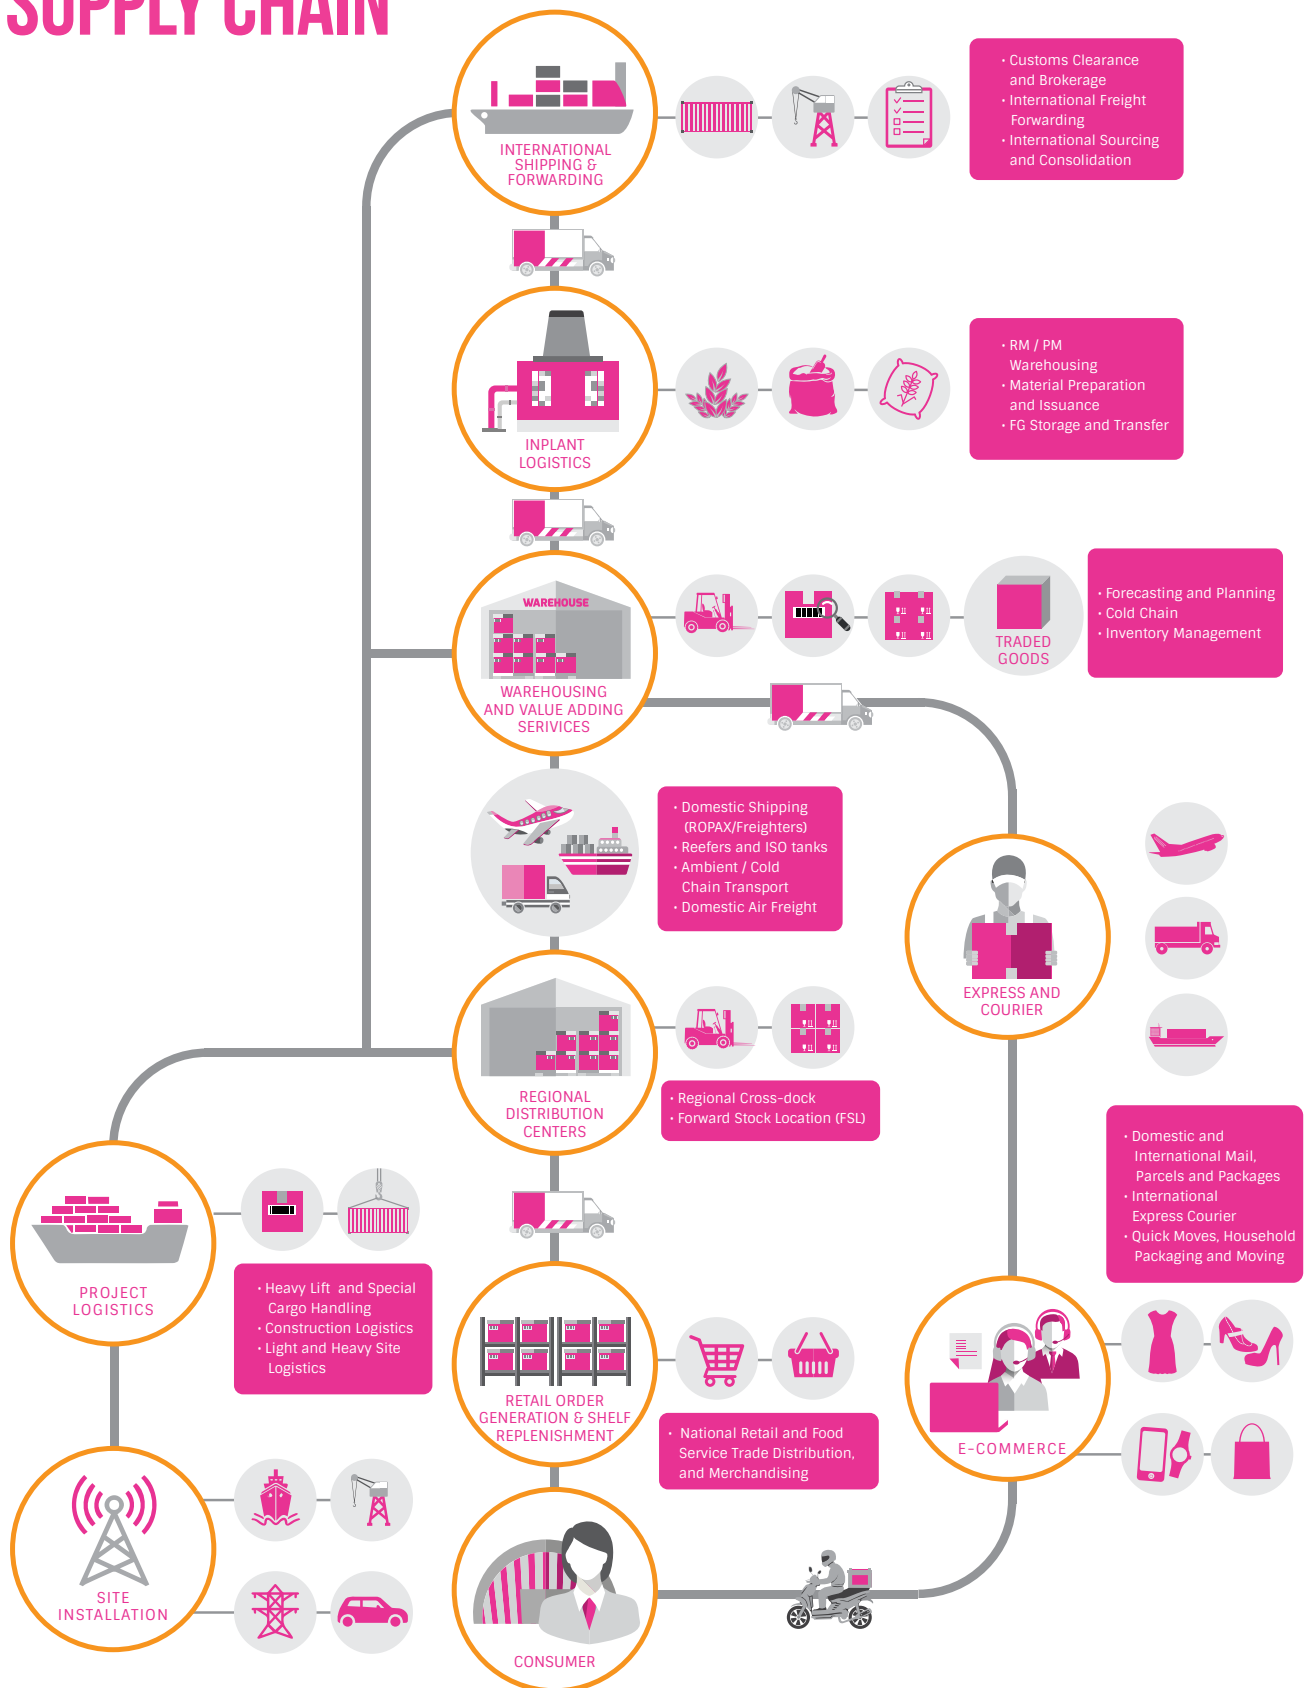 SUPPLY CHAIN
INTERNATIONAL
SHIPPING &
FORWARDING
• Customs Clearance
and Brokerage
• International Freight
Forwarding
• International Sourcing
and Consolidation
INPLANT
LOGISTICS
• RM / PM
Warehousing
• Material Preparation
and Issuance
• FG Storage and Transfer
WAREHOUSE
WAREHOUSING
AND VALUE ADDING
SERIVICES
TRADED
GOODS
• Forecasting and Planning
• Cold Chain
• Inventory Management
• Domestic Shipping
(ROPAX/Freighters)
• Reefers and ISO tanks
• Ambient / Cold
Chain Transport
• Domestic Air Freight
EXPRESS AND
COURIER
REGIONAL
DISTRIBUTION
CENTERS
• Regional Cross-dock
• Forward Stock Location (FSL)
• Domestic and
International Mail,
Parcels and Packages
• International
Express Courier
• Quick Moves, Household
Packaging and Moving
PROJECT
LOGISTICS
• Heavy Lift and Special
Cargo Handling
• Construction Logistics
• Light and Heavy Site
Logistics
RETAIL ORDER
GENERATION & SHELF
REPLENISHMENT
• National Retail and Food
Service Trade Distribution,
and Merchandising
E-COMMERCE
SITE
INSTALLATION
CONSUMER